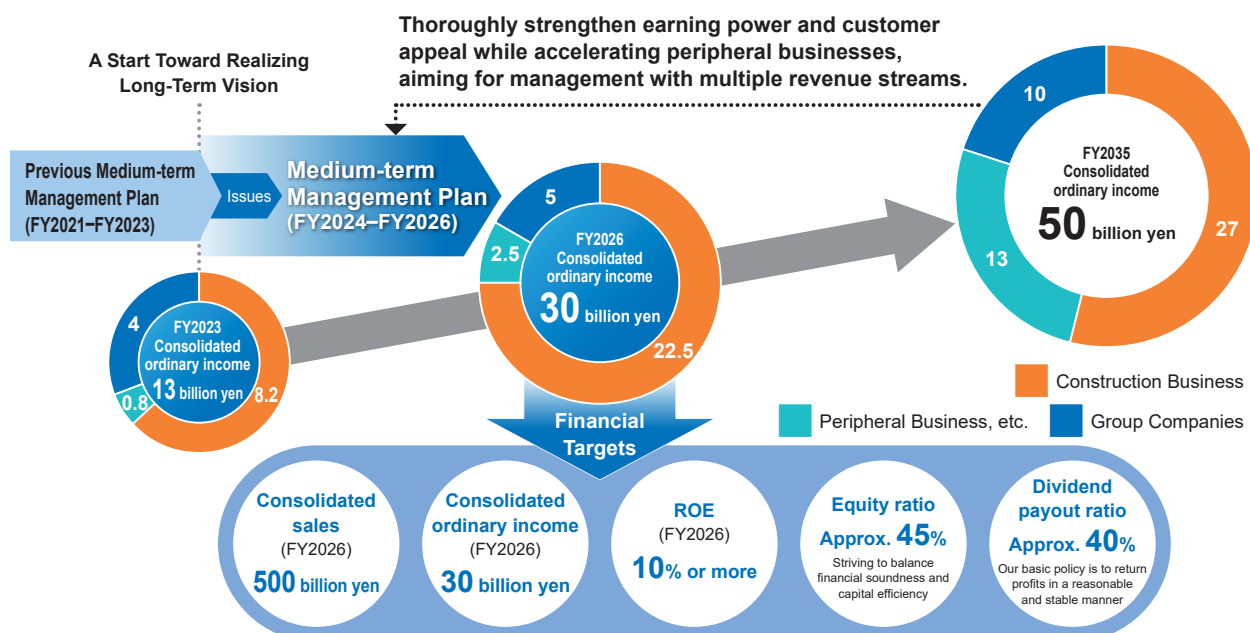 Thoroughly strengthen earning power and customer
appeal while accelerating peripheral businesses,
aiming for management with multiple revenue streams.
A Start Toward Realizing
Long-Term Vision
Previous Medium-term
Management Plan
(FY2021–FY2023)
Issues
Medium-term
Management Plan
(FY2024–FY2026)
4
0.8
8.2
FY2023
Consolidated
ordinary income
13 billion yen
5
2.5
22.5
FY2026
Consolidated
ordinary income
30 billion yen
10
13
27
FY2035
Consolidated
ordinary income
50 billion yen
Construction Business
Peripheral Business, etc.
Group Companies
Financial
Targets
Consolidated
sales
(FY2026)
500 billion yen
Consolidated
ordinary income
(FY2026)
30 billion yen
ROE
(FY2026)
10% or more
Equity ratio
Approx. 45%
Striving to balance
financial soundness and
capital efficiency
Dividend
payout ratio
Approx. 40%
Our basic policy is to return
profits in a reasonable
and stable manner